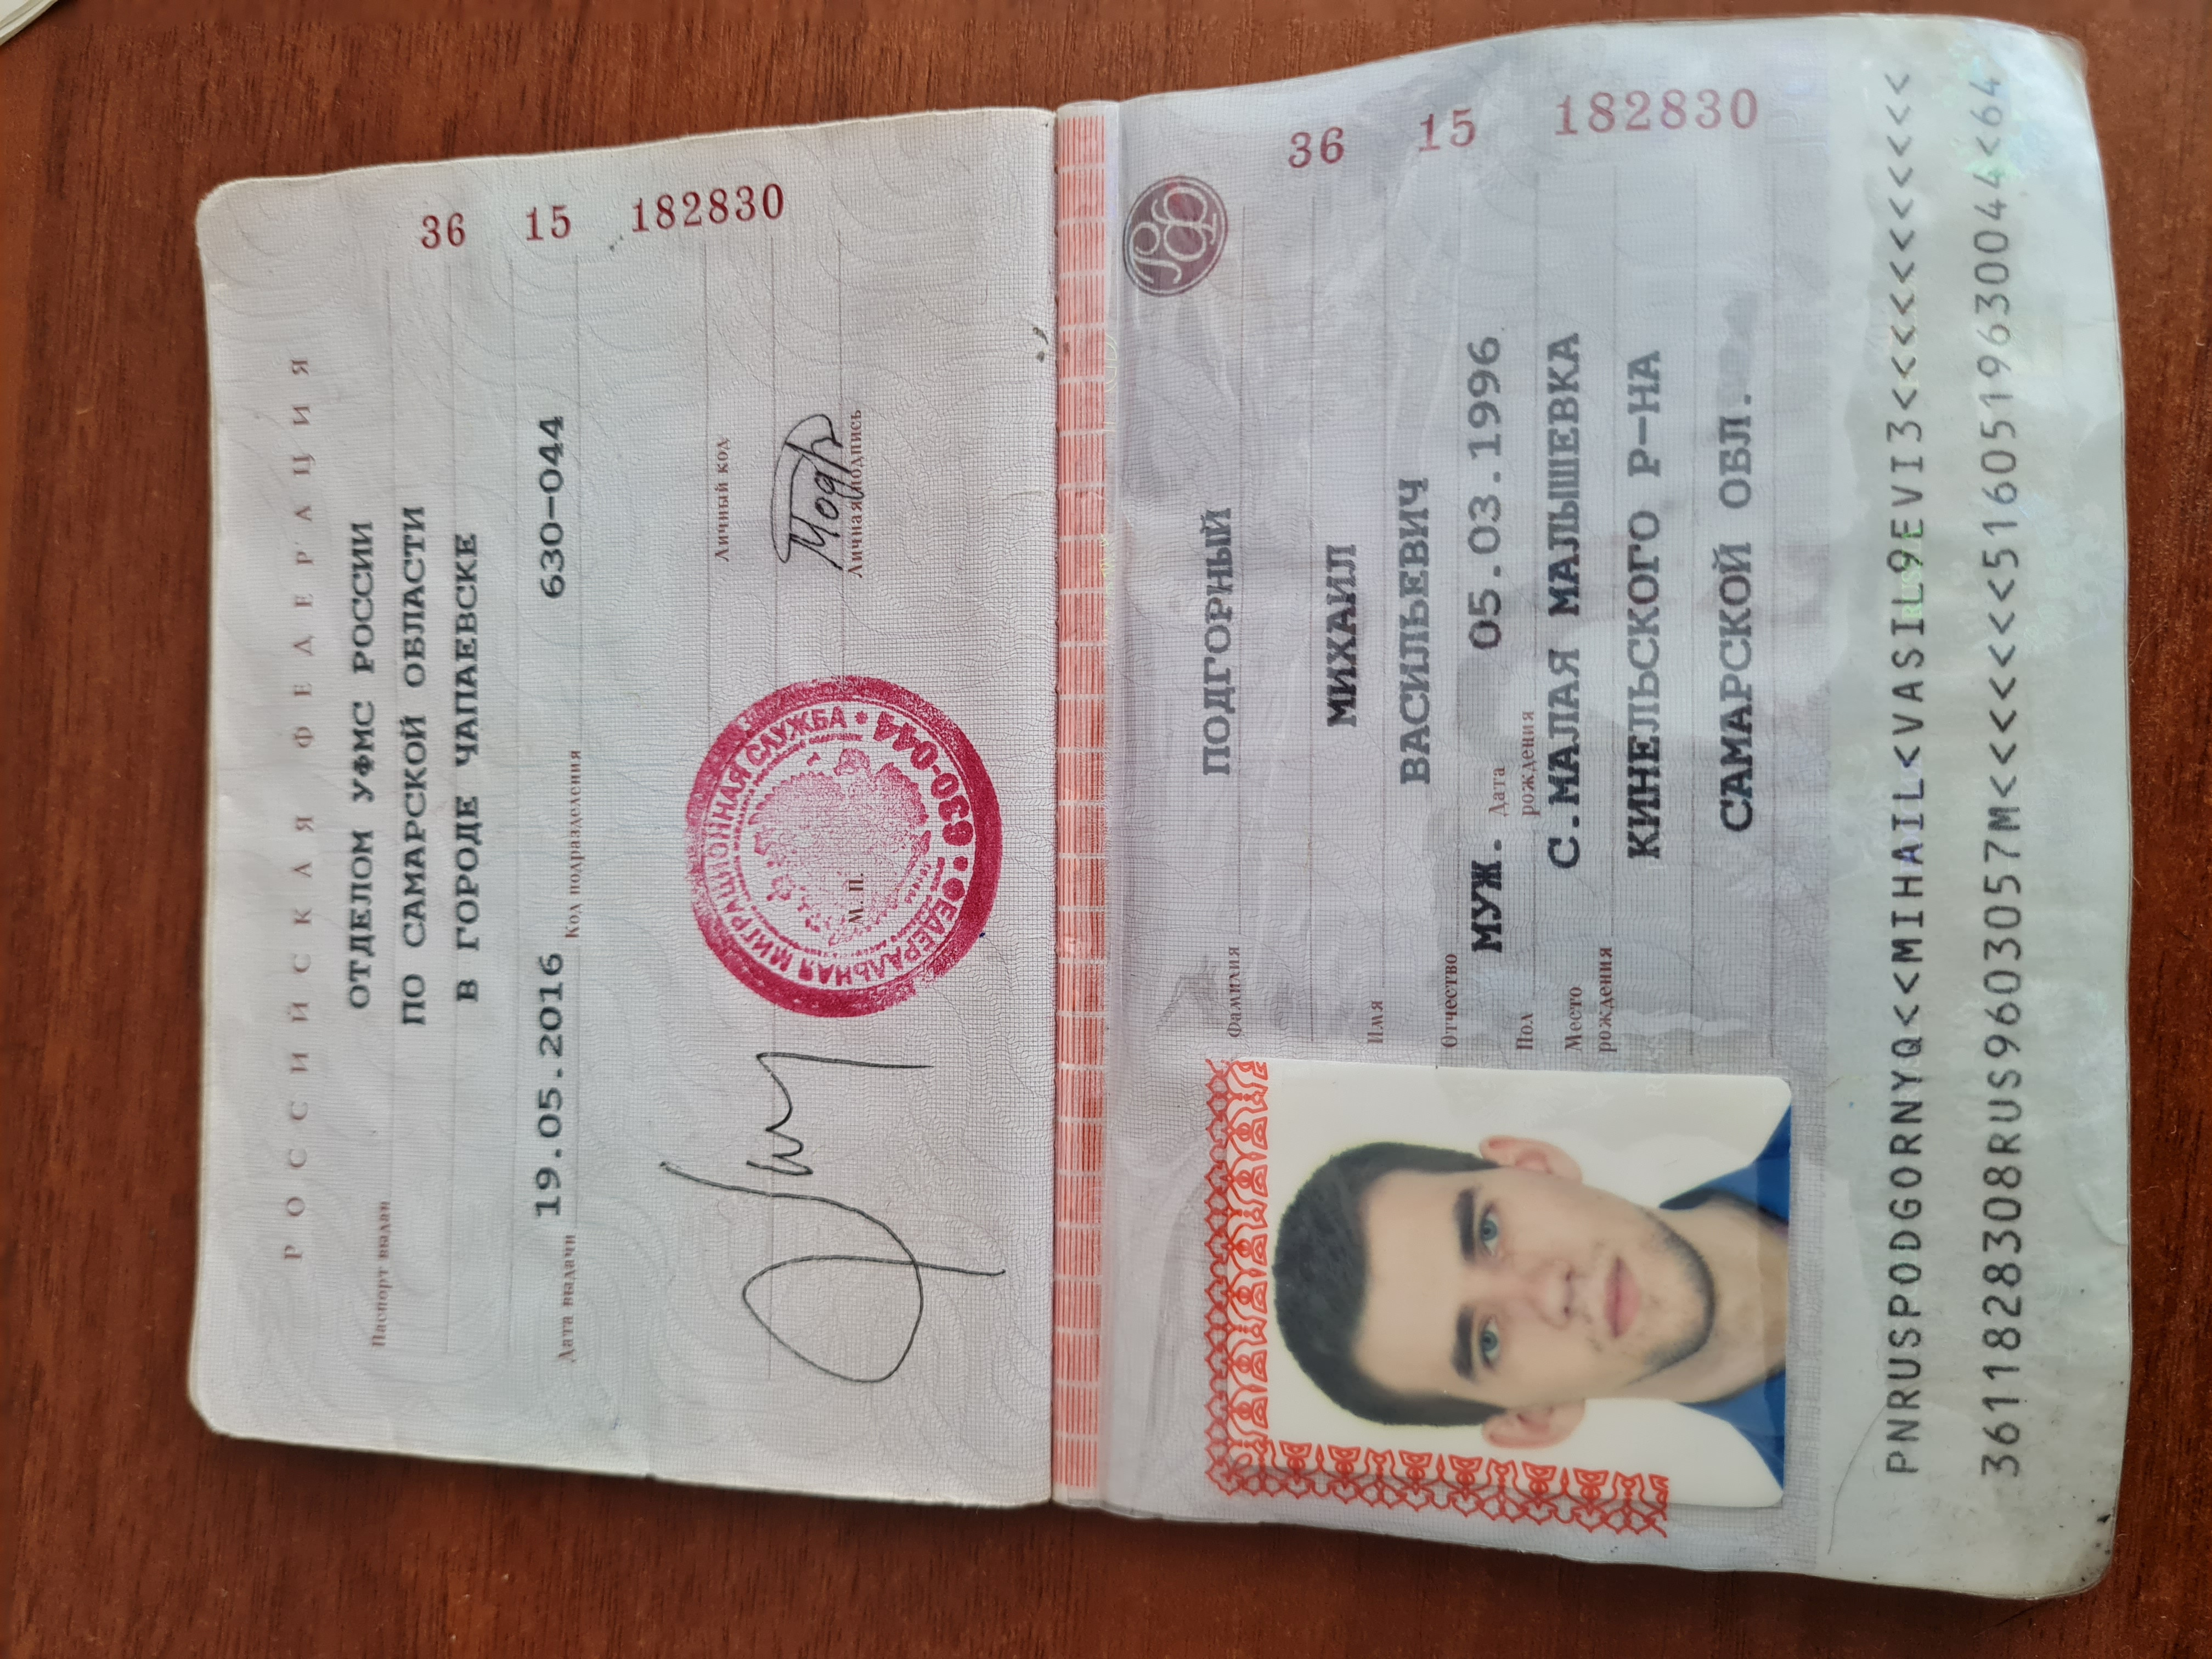 РОССИЙСКАЯ ФЕДЕРАЦИЯ
Паспорт выдан
ОТДЕЛОМ УФМС РОССИИ
ПО САМАРСКОЙ ОБЛАСТИ
В ГОРОДЕ ЧАПАЕВСКЕ
Дата выдачи 19.05.2016 Код подразделения 630-044
36 15 182830
Личный код
Личная подпись
М. П.
ФЕДЕРАЛЬНАЯ МИГРАЦИОННАЯ СЛУЖБА • 630-044 •
РФ
36 15 182830
Фамилия ПОДГОРНЫЙ
Имя МИХАИЛ
Отчество ВАСИЛЬЕВИЧ
Пол МУЖ. Дата рождения 05.03.1996
Место рождения С.МАЛАЯ МАЛЫШЕВКА
КИНЕЛЬСКОГО Р-НА
САМАРСКОЙ ОБЛ.
PNRUSPODGORNYQ<<MIHAIL<VASIL9EVI3<<<<<<<<<<<
3611828308RUS9603057M<<<<<<<5160519630044<64